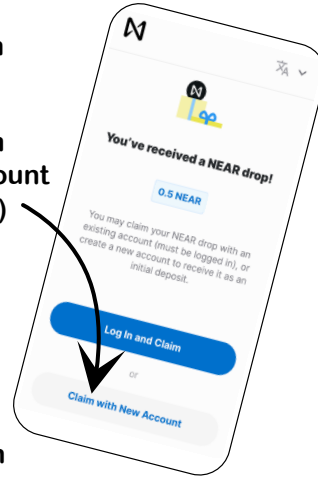 You've received a NEAR drop!
0.5 NEAR
You may claim your NEAR drop with an
existing account (must be logged in), or
create a new account to receive it as an
initial deposit.
Log In and Claim
or
Claim with New Account